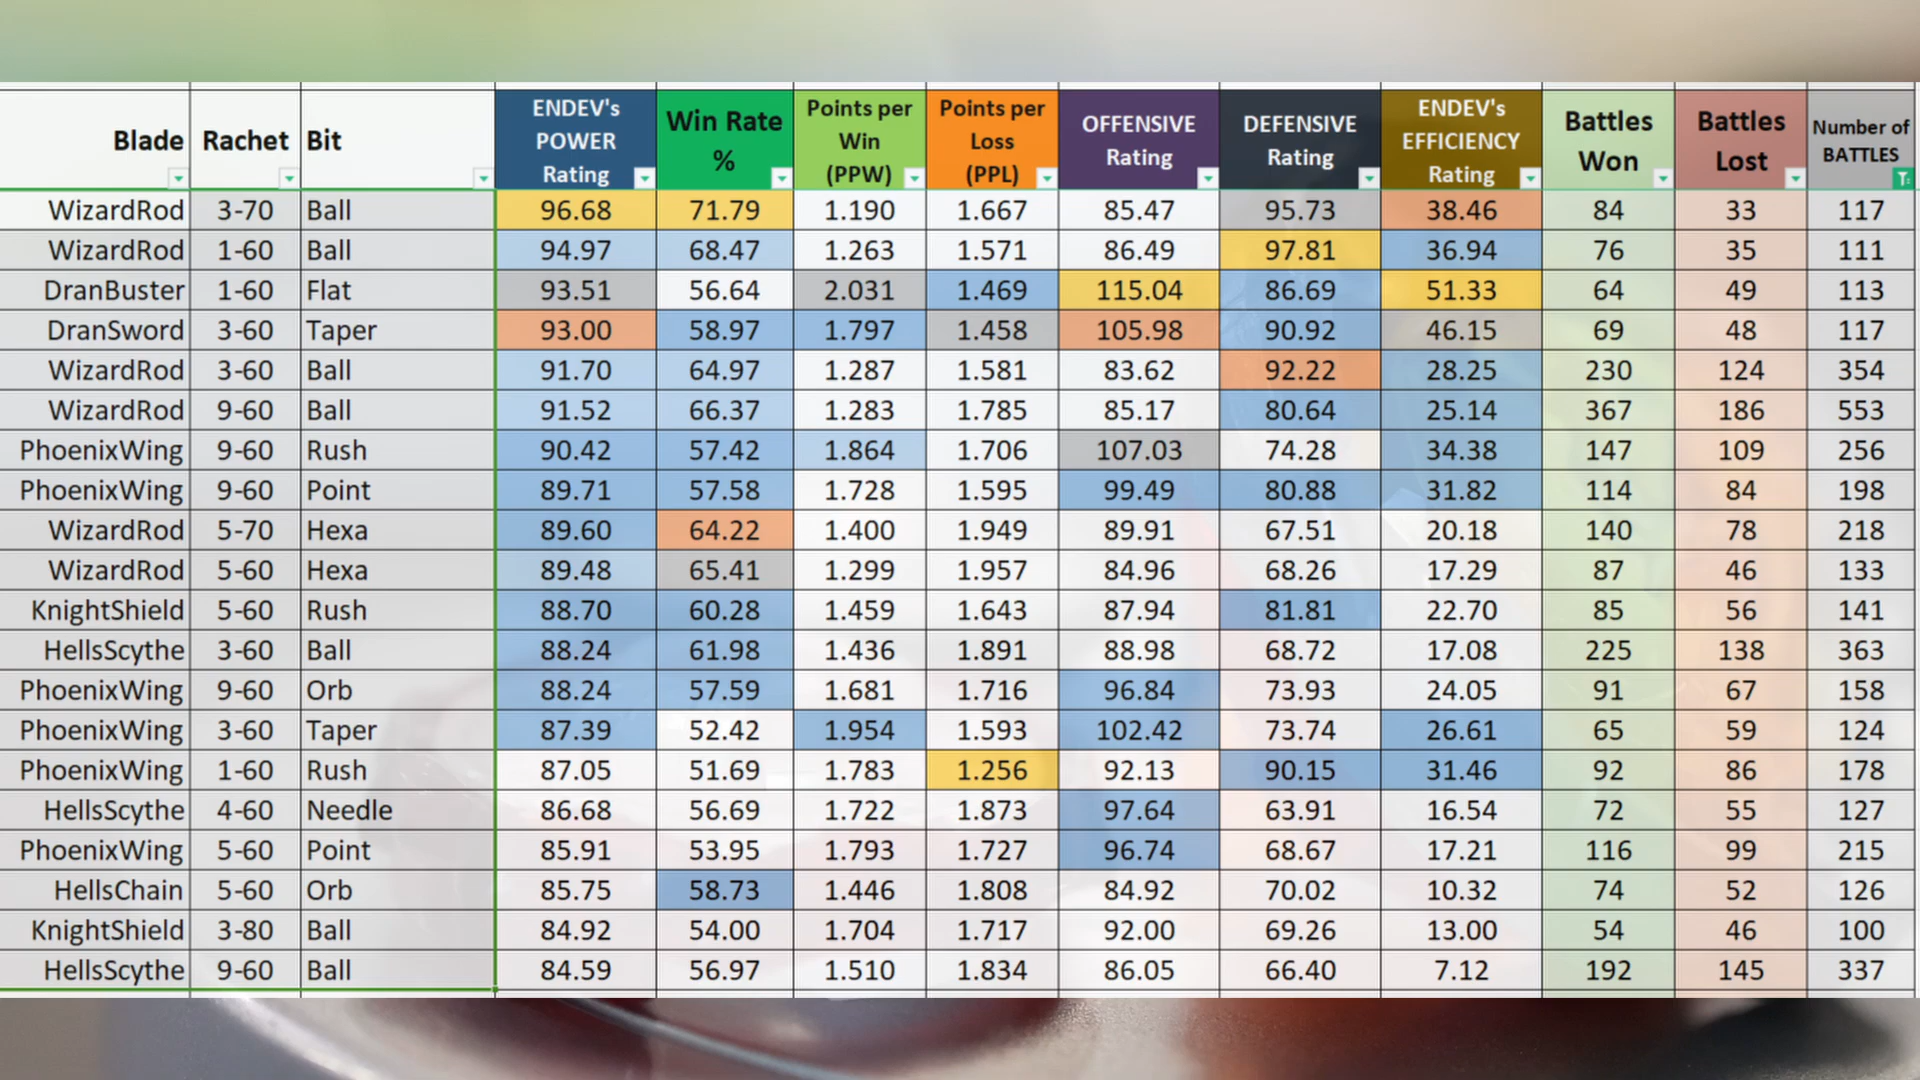 Blade Rachet Bit ENDEV's POWER Rating Win Rate % Points per Win (PPW) Points per Loss (PPL) OFFENSIVE Rating DEFENSIVE Rating ENDEV's EFFICIENCY Rating Battles Won Battles Lost Number of BATTLES
WizardRod 3-70 Ball 96.68 71.79 1.190 1.667 85.47 95.73 38.46 84 33 117
WizardRod 1-60 Ball 94.97 68.47 1.263 1.571 86.49 97.81 36.94 76 35 111
DranBuster 1-60 Flat 93.51 56.64 2.031 1.469 115.04 86.69 51.33 64 49 113
DranSword 3-60 Taper 93.00 58.97 1.797 1.458 105.98 90.92 46.15 69 48 117
WizardRod 3-60 Ball 91.70 64.97 1.287 1.581 83.62 92.22 28.25 230 124 354
WizardRod 9-60 Ball 91.52 66.37 1.283 1.785 85.17 80.64 25.14 367 186 553
PhoenixWing 9-60 Rush 90.42 57.42 1.864 1.706 107.03 74.28 34.38 147 109 256
PhoenixWing 9-60 Point 89.71 57.58 1.728 1.595 99.49 80.88 31.82 114 84 198
WizardRod 5-70 Hexa 89.60 64.22 1.400 1.949 89.91 67.51 20.18 140 78 218
WizardRod 5-60 Hexa 89.48 65.41 1.299 1.957 84.96 68.26 17.29 87 46 133
KnightShield 5-60 Rush 88.70 60.28 1.459 1.643 87.94 81.81 22.70 85 56 141
HellsScythe 3-60 Ball 88.24 61.98 1.436 1.891 88.98 68.72 17.08 225 138 363
PhoenixWing 9-60 Orb 88.24 57.59 1.681 1.716 96.84 73.93 24.05 91 67 158
PhoenixWing 3-60 Taper 87.39 52.42 1.954 1.593 102.42 73.74 26.61 65 59 124
PhoenixWing 1-60 Rush 87.05 51.69 1.783 1.256 92.13 90.15 31.46 92 86 178
HellsScythe 4-60 Needle 86.68 56.69 1.722 1.873 97.64 63.91 16.54 72 55 127
PhoenixWing 5-60 Point 85.91 53.95 1.793 1.727 96.74 68.67 17.21 116 99 215
HellsChain 5-60 Orb 85.75 58.73 1.446 1.808 84.92 70.02 10.32 74 52 126
KnightShield 3-80 Ball 84.92 54.00 1.704 1.717 92.00 69.26 13.00 54 46 100
HellsScythe 9-60 Ball 84.59 56.97 1.510 1.834 86.05 66.40 7.12 192 145 337